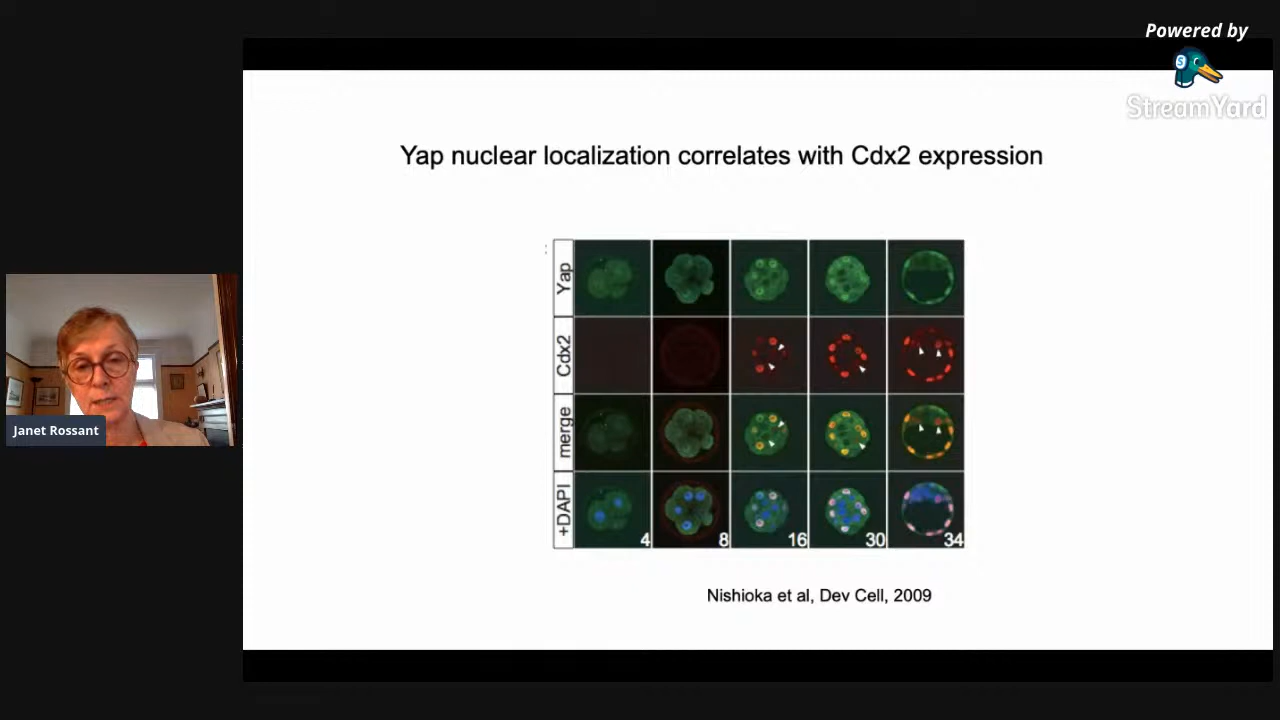 Powered by
StreamYard
Yap nuclear localization correlates with Cdx2 expression
Yap
Cdx2
merge
+DAPI
4
8
16
30
34
Nishioka et al, Dev Cell, 2009
Janet Rossant